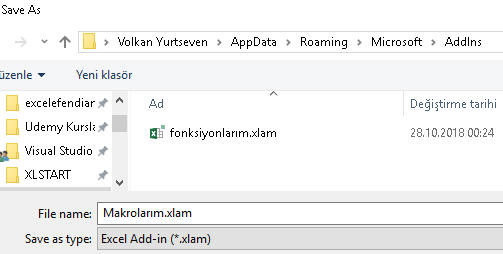 Save As
Volkan Yurtseven > AppData > Roaming > Microsoft > AddIns
üzenle Yeni klasör
excelefendiar
Udemy Kursla
Visual Studio
XLSTART
Ad Değiştirme tarihi
fonksiyonlarım.xlam 28.10.2018 00:24
File name: Makrolarım.xlam
Save as type: Excel Add-in (*.xlam)